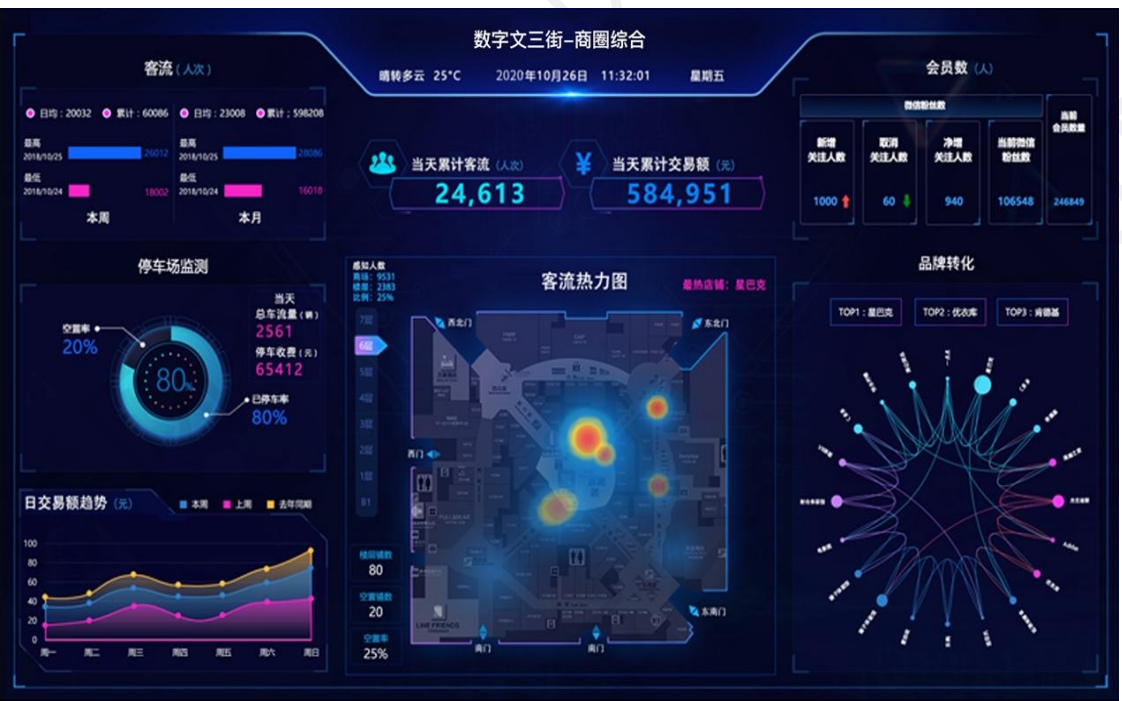 数字文三街-商圈综合
晴转多云 25°C 2020年10月26日 11:32:01 星期五
客流(人次)
日均:20032 累计:60086 日均:23008 累计:598208
最高
2018/10/25 26012
最低
2018/10/24 18002
本周
最高
2018/10/25 28086
最低
2018/10/24 16018
本月
当天累计客流(人次)
24,613
当天累计交易额(元)
¥ 584,951
会员数(人)
微信粉丝数
新增
关注人数
1000
取消
关注人数
60
净增
关注人数
940
当前微信
粉丝数
106548
当前
会员数量
246849
停车场监测
空置率
20%
80%
已停车率
80%
当天
总车流量(辆)
2561
停车收费(元)
65412
日交易额趋势(元)
本周 上周 去年同期
100
80
60
40
20
0
周一 周二 周三 周四 周五 周六 周日
感知人数
商场:9531
楼层:2383
比例:25%
客流热力图
最热店铺:星巴克
7层
6层
5层
4层
3层
2层
1层
B1
西北门
东北门
西门
东南门
南门
南门
LINE FRIENDS
楼层铺数
80
空置铺数
20
空置率
25%
品牌转化
TOP1:星巴克 TOP2:优衣库 TOP3:肯德基